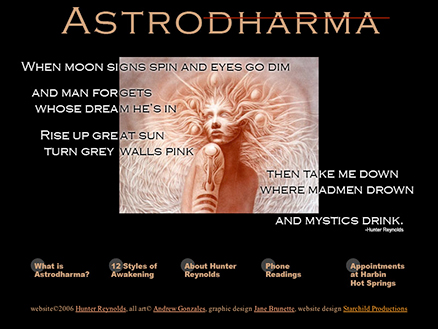 ASTRODHARMA
WHEN MOON SIGNS SPIN AND EYES GO DIM
AND MAN FORGETS
WHOSE DREAM HE'S IN
RISE UP GREAT SUN
TURN GREY WALLS PINK
THEN TAKE ME DOWN
WHERE MADMEN DROWN
AND MYSTICS DRINK.
-Hunter Reynolds
What is
Astrodharma?
12 Styles of
Awakening
About Hunter
Reynolds
Phone
Readings
Appointments
at Harbin
Hot Springs
website©2006 Hunter Reynolds, all art© Andrew Gonzales, graphic design Jane Brunette, website design Starchild Productions